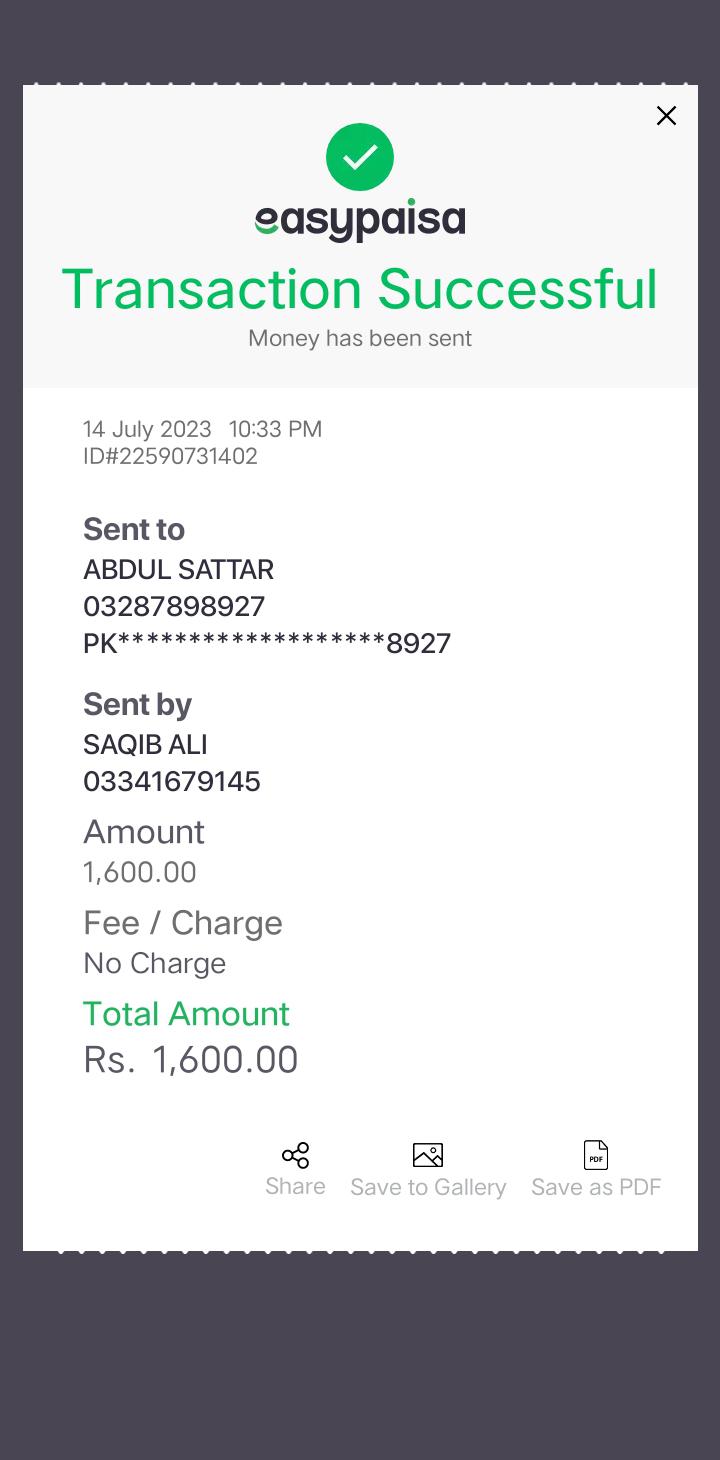 easypaisa
Transaction Successful
Money has been sent
14 July 2023 10:33 PM
ID#22590731402
Sent to
ABDUL SATTAR
03287898927
PK*******************8927
Sent by
SAQIB ALI
03341679145
Amount
1,600.00
Fee / Charge
No Charge
Total Amount
Rs. 1,600.00
PDF
Share Save to Gallery Save as PDF